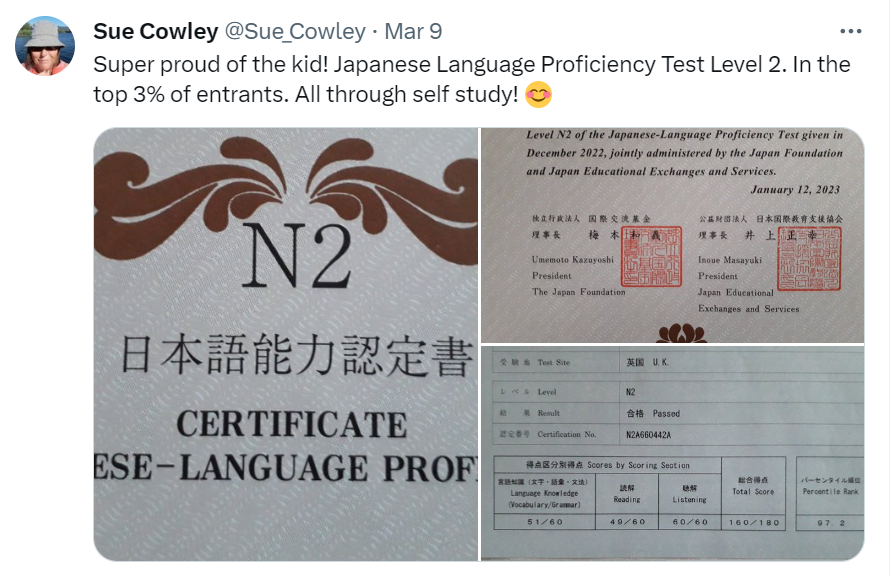 Sue Cowley @Sue_Cowley · Mar 9
Super proud of the kid! Japanese Language Proficiency Test Level 2. In the
top 3% of entrants. All through self study! 😊
N2
日本語能力認定書
CERTIFICATE
ESE-LANGUAGE PROF
Level N2 of the Japanese-Language Proficiency Test given in
December 2022, jointly administered by the Japan Foundation
and Japan Educational Exchanges and Services.
January 12, 2023
独立行政法人 国際交流基金
理事長 梅本和義
Umemoto Kazuyoshi
President
The Japan Foundation
公益財団法人 日本国際教育支援協会
理事長 井上正幸
Inoue Masayuki
President
Japan Educational
Exchanges and Services
受験地 Test Site 英国 U.K.
レベル Level N2
結果 Result 合格 Passed
認定番号 Certification No. N2A660442A
得点区分別得点 Scores by Scoring Section
言語知識（文字・語彙・文法）
Language Knowledge
(Vocabulary/Grammar)
読解
Reading
聴解
Listening
総合得点
Total Score
パーセンタイル順位
Percentile Rank
51/60 49/60 60/60 160/180 97.2